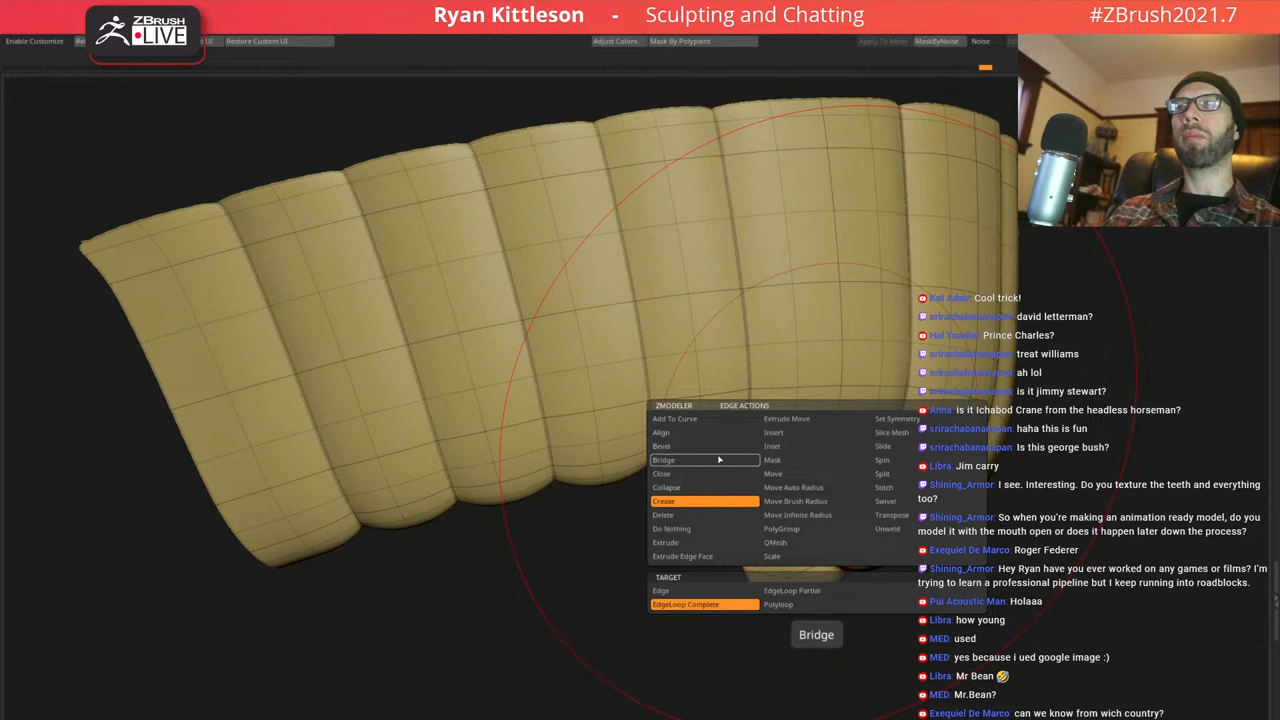 Ryan Kittleson - Sculpting and Chatting #ZBrush2021.7
ZBRUSH
LIVE
Enable Customize Restore Custom UI Adjust Colors Mask By Polypaint Apply To Mesh MaskByNoise Noise
ZMODELER EDGE ACTIONS
Add To Curve Extrude Move Set Symmetry
Align Insert Slice Mesh
Bevel Inset Slide
Bridge Mask Spin
Close Move Split
Collapse Move Auto Radius Stitch
Crease Move Brush Radius Swivel
Delete Move Infinite Radius Transpose
Do Nothing PolyGroup Unweld
Extrude QMesh
Extrude Edge Face Scale
TARGET
Edge EdgeLoop Partial
EdgeLoop Complete Polyloop
Bridge
Cool trick!
srirachabananapan: david letterman?
Prince Charles?
srirachabananapan: treat williams
srirachabananapan: ah lol
srirachabananapan: is it jimmy stewart?
Anna: is it Ichabod Crane from the headless horseman?
srirachabananapan: haha this is fun
srirachabananapan: Is this george bush?
Libra: Jim carry
Shining_Armor: I see. Interesting. Do you texture the teeth and everything
too?
Shining_Armor: So when you're making an animation ready model, do you
model it with the mouth open or does it happen later down the process?
Exequiel De Marco: Roger Federer
Shining_Armor: Hey Ryan have you ever worked on any games or films? I'm
trying to learn a professional pipeline but I keep running into roadblocks.
Pui Acoustic Man: Holaaa
Libra: how young
MED: used
MED: yes because i ued google image :)
Libra: Mr Bean 🤣
MED: Mr.Bean?
Exequiel De Marco: can we know from wich country?